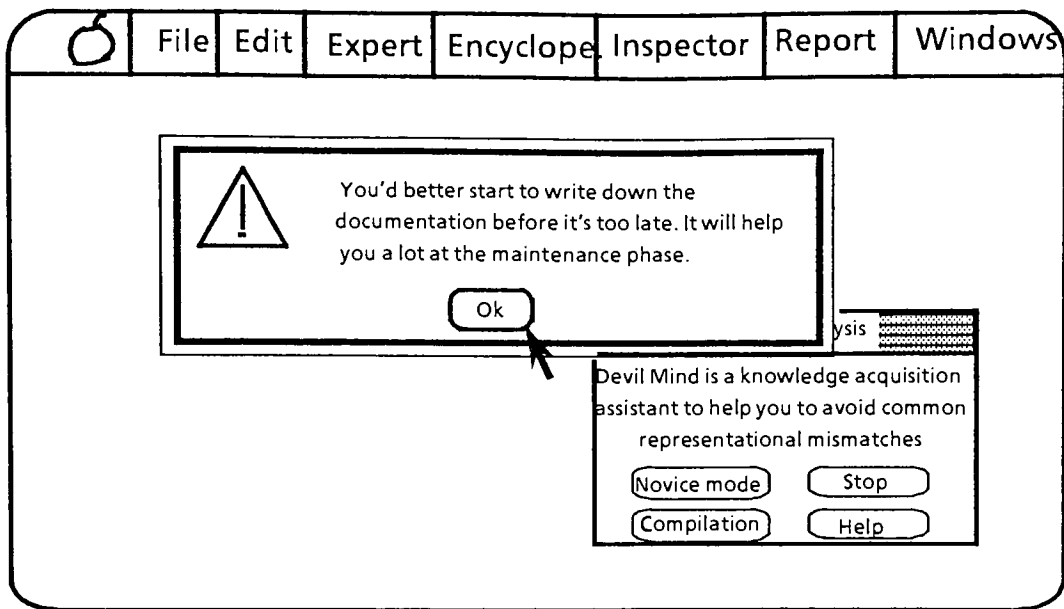 File Edit Expert Encyclope. Inspector Report Windows
You'd better start to write down the
documentation before it's too late. It will help
you a lot at the maintenance phase.
Ok
ysis
Devil Mind is a knowledge acquisition
assistant to help you to avoid common
representational mismatches
Novice mode Stop
Compilation Help